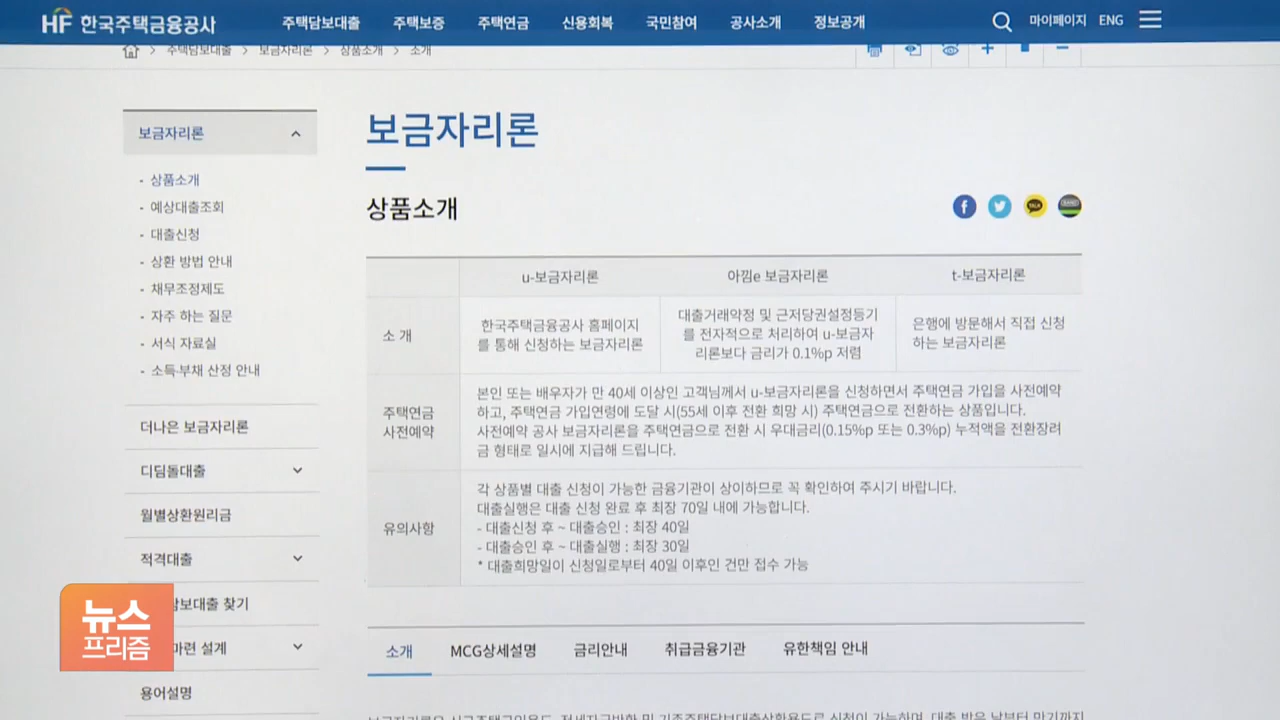 HF 한국주택금융공사
주택담보대출 주택보증 주택연금 신용회복 국민참여 공사소개 정보공개
마이페이지 ENG
주택담보대출 > 보금자리론 > 상품소개 > 소개
보금자리론
- 상품소개
- 예상대출조회
- 대출신청
- 상환 방법 안내
- 채무조정제도
- 자주 하는 질문
- 서식 자료실
- 소득·부채 산정 안내
더나은 보금자리론
디딤돌대출
월별상환원리금
적격대출
담보대출 찾기
마련 설계
용어설명
뉴스
프리즘
보금자리론
상품소개
f
TALK
BAND
u-보금자리론 아낌e 보금자리론 t-보금자리론
소 개
한국주택금융공사 홈페이지
를 통해 신청하는 보금자리론
대출거래약정 및 근저당권설정등기
를 전자적으로 처리하여 u-보금자
리론보다 금리가 0.1%p 저렴
은행에 방문해서 직접 신청
하는 보금자리론
주택연금
사전예약
본인 또는 배우자가 만 40세 이상인 고객님께서 u-보금자리론을 신청하면서 주택연금 가입을 사전예약
하고, 주택연금 가입연령에 도달 시(55세 이후 전환 희망 시) 주택연금으로 전환하는 상품입니다.
사전예약 공사 보금자리론을 주택연금으로 전환 시 우대금리(0.15%p 또는 0.3%p) 누적액을 전환장려
금 형태로 일시에 지급해 드립니다.
유의사항
각 상품별 대출 신청이 가능한 금융기관이 상이하므로 꼭 확인하여 주시기 바랍니다.
대출실행은 대출 신청 완료 후 최장 70일 내에 가능합니다.
- 대출신청 후 ~ 대출승인 : 최장 40일
- 대출승인 후 ~ 대출실행 : 최장 30일
* 대출희망일이 신청일로부터 40일 이후인 건만 접수 가능
소개 MCG상세설명 금리안내 취급금융기관 유한책임 안내